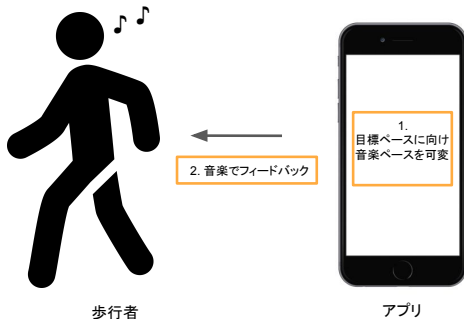 1.
目標ペースに向け
音楽ペースを可変
2. 音楽でフィードバック
歩行者
アプリ